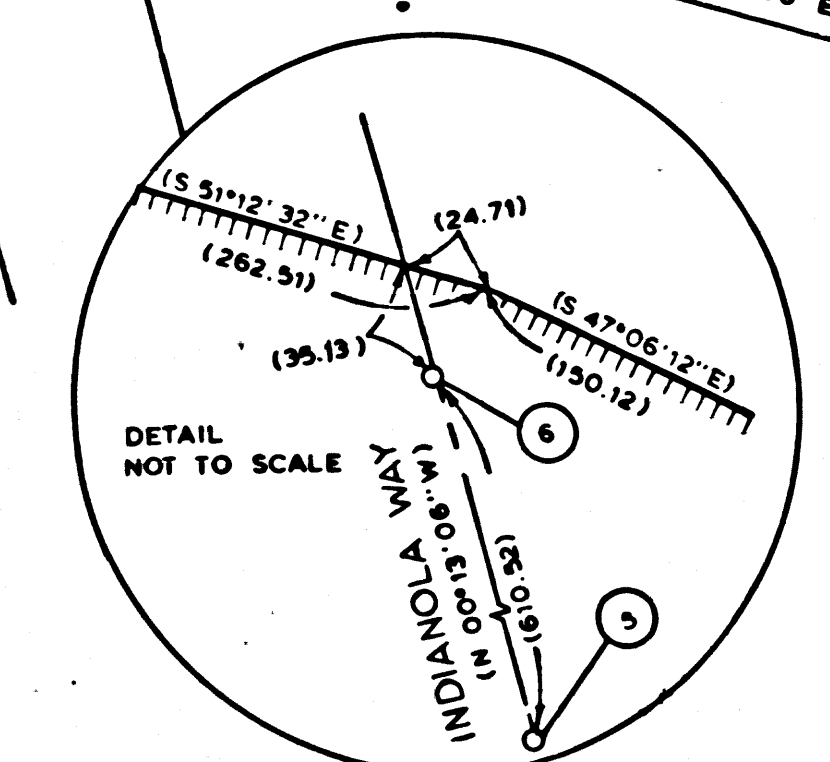 (S 51°12'32"E)
(24.71)
(262.51)
(S 47°06'12"E)
(35.13)
(150.12)
6
DETAIL
NOT TO SCALE
INDIANOLA WAY
(N 00°13'06"W)
(610.52)
5